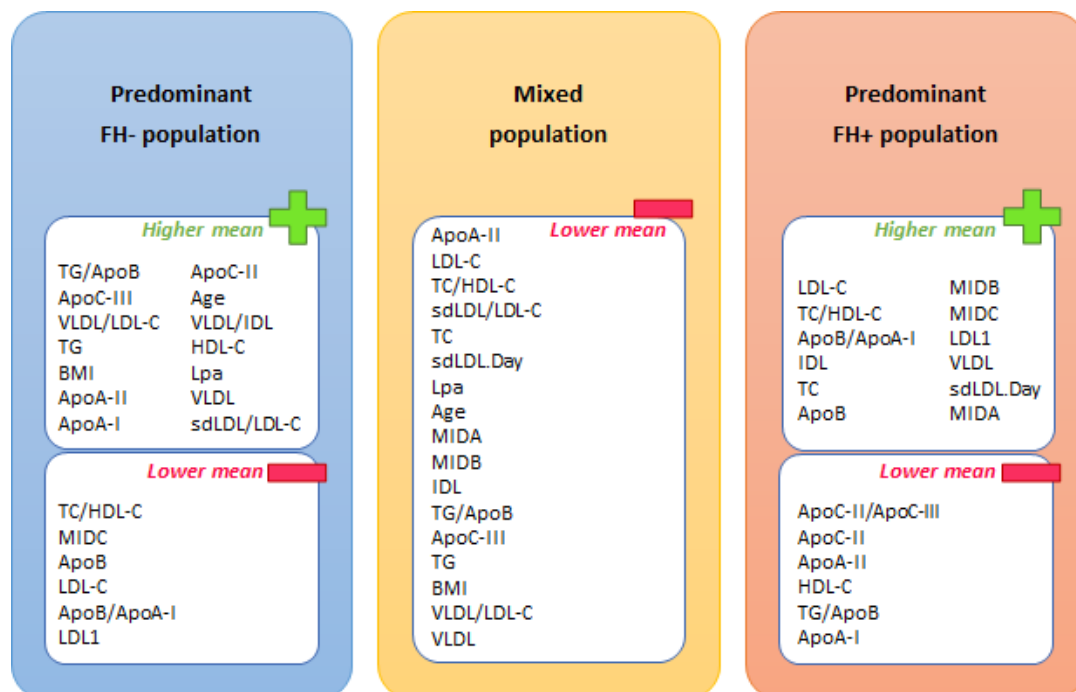 Predominant
FH- population
Higher mean
TG/ApoB ApoC-II
ApoC-III Age
VLDL/LDL-C VLDL/IDL
TG HDL-C
BMI Lpa
ApoA-II VLDL
ApoA-I sdLDL/LDL-C
Lower mean
TC/HDL-C
MIDC
ApoB
LDL-C
ApoB/ApoA-I
LDL1
Mixed
population
Lower mean
ApoA-II
LDL-C
TC/HDL-C
sdLDL/LDL-C
TC
sdLDL.Day
Lpa
Age
MIDA
MIDB
IDL
TG/ApoB
ApoC-III
TG
BMI
VLDL/LDL-C
VLDL
Predominant
FH+ population
Higher mean
LDL-C MIDB
TC/HDL-C MIDC
ApoB/ApoA-I LDL1
IDL VLDL
TC sdLDL.Day
ApoB MIDA
Lower mean
ApoC-II/ApoC-III
ApoC-II
ApoA-II
HDL-C
TG/ApoB
ApoA-I